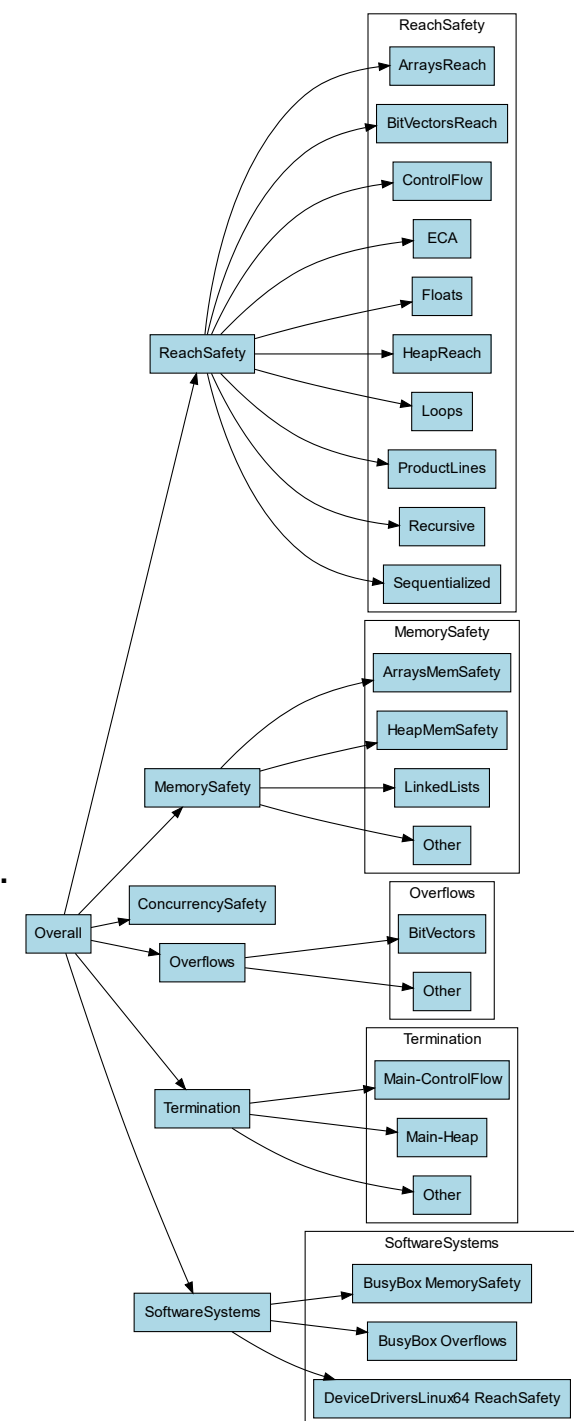 ReachSafety
ArraysReach
BitVectorsReach
ControlFlow
ECA
Floats
ReachSafety
HeapReach
Loops
ProductLines
Recursive
Sequentialized
MemorySafety
ArraysMemSafety
HeapMemSafety
MemorySafety
LinkedLists
Other
.
Overflows
ConcurrencySafety
Overall
BitVectors
Overflows
Other
Termination
Main-ControlFlow
Termination
Main-Heap
Other
SoftwareSystems
BusyBox MemorySafety
SoftwareSystems
BusyBox Overflows
DeviceDriversLinux64 ReachSafety